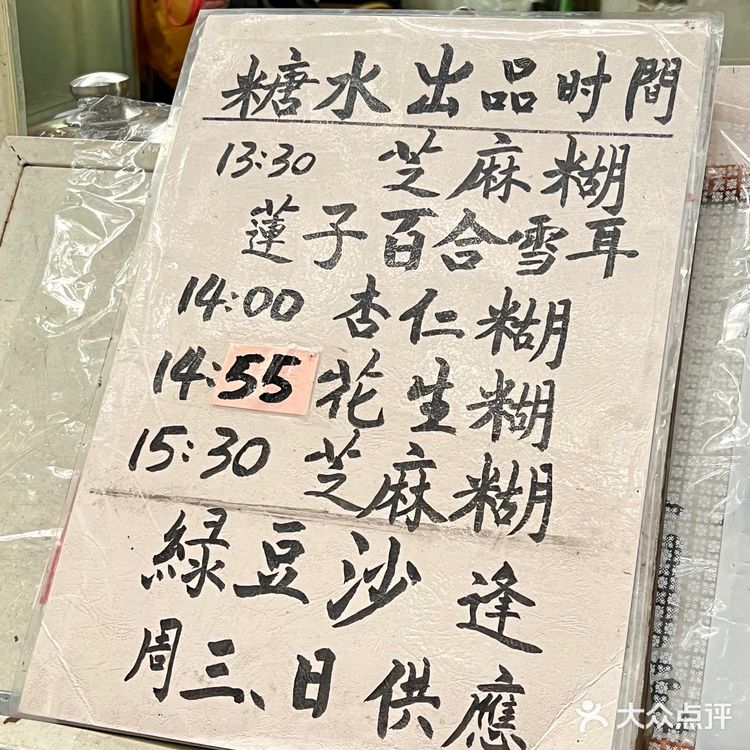 糖水出品时間
13:30 芝麻糊
蓮子百合雪耳
14:00 杏仁糊
14:55 花生糊
15:30 芝麻糊
綠豆沙 逢
周三、日供應
大众点评